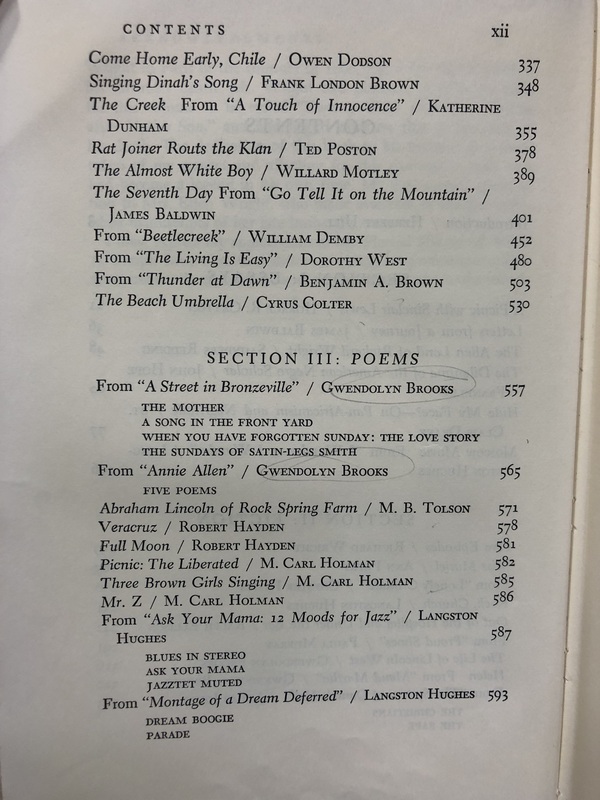 CONTENTS xii
Come Home Early, Chile / OWEN DODSON 337
Singing Dinah's Song / FRANK LONDON BROWN 348
The Creek From "A Touch of Innocence" / KATHERINE
DUNHAM 355
Rat Joiner Routs the Klan / TED POSTON 378
The Almost White Boy / WILLARD MOTLEY 389
The Seventh Day From "Go Tell It on the Mountain" /
JAMES BALDWIN 401
From "Beetlecreek" / WILLIAM DEMBY 452
From "The Living Is Easy" / DOROTHY WEST 480
From "Thunder at Dawn" / BENJAMIN A. BROWN 503
The Beach Umbrella / CYRUS COLTER 530
SECTION III: POEMS
From "A Street in Bronzeville" / GWENDOLYN BROOKS 557
THE MOTHER
A SONG IN THE FRONT YARD
WHEN YOU HAVE FORGOTTEN SUNDAY: THE LOVE STORY
THE SUNDAYS OF SATIN-LEGS SMITH
From "Annie Allen" / GWENDOLYN BROOKS 565
FIVE POEMS
Abraham Lincoln of Rock Spring Farm / M. B. TOLSON 571
Veracruz / ROBERT HAYDEN 578
Full Moon / ROBERT HAYDEN 581
Picnic: The Liberated / M. CARL HOLMAN 582
Three Brown Girls Singing / M. CARL HOLMAN 585
Mr. Z / M. CARL HOLMAN 586
From "Ask Your Mama: 12 Moods for Jazz" / LANGSTON
HUGHES 587
BLUES IN STEREO
ASK YOUR MAMA
JAZZTET MUTED
From "Montage of a Dream Deferred" / LANGSTON HUGHES 593
DREAM BOOGIE
PARADE